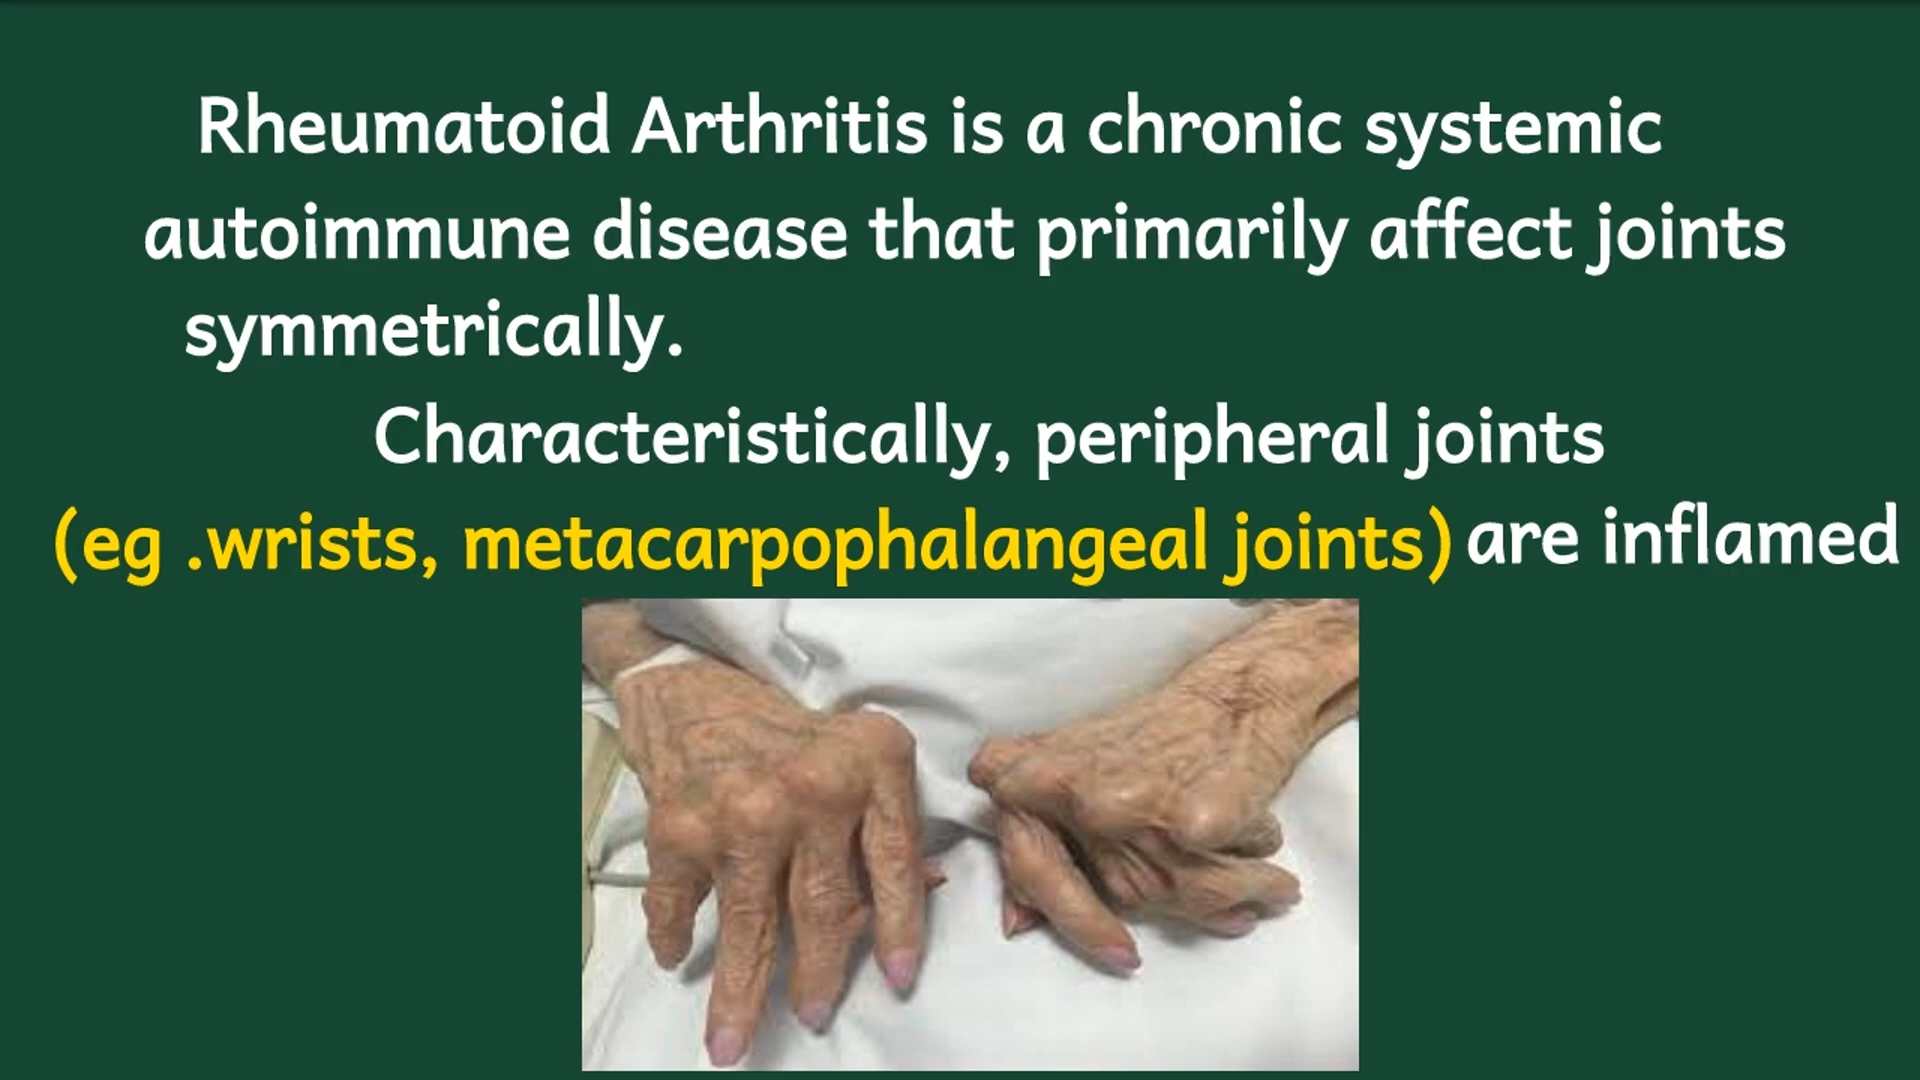 Rheumatoid Arthritis is a chronic systemic
autoimmune disease that primarily affect joints
symmetrically.
Characteristically, peripheral joints
(eg .wrists, metacarpophalangeal joints) are inflamed